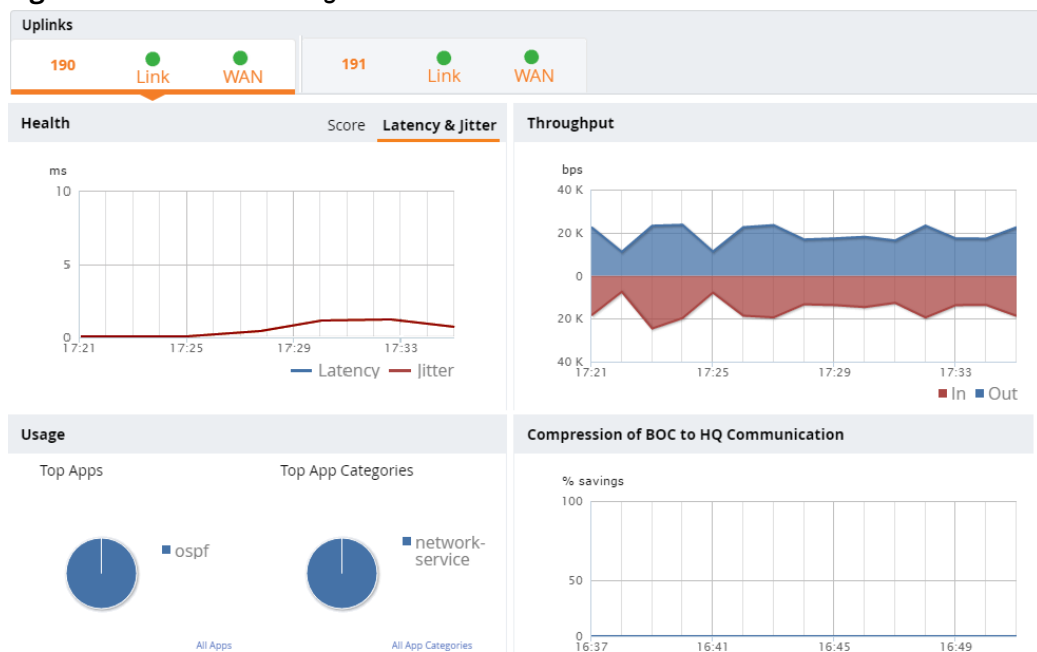 Uplinks
190 Link WAN 191 Link WAN
Health Score Latency & Jitter
ms
10
5
0
17:21 17:25 17:29 17:33
Latency Jitter
Throughput
bps
40 K
20 K
0
20 K
40 K
17:21 17:25 17:29 17:33
In Out
Usage
Top Apps Top App Categories
ospf
network-
service
All Apps All App Categories
Compression of BOC to HQ Communication
% savings
100
50
0
16:37 16:41 16:45 16:49